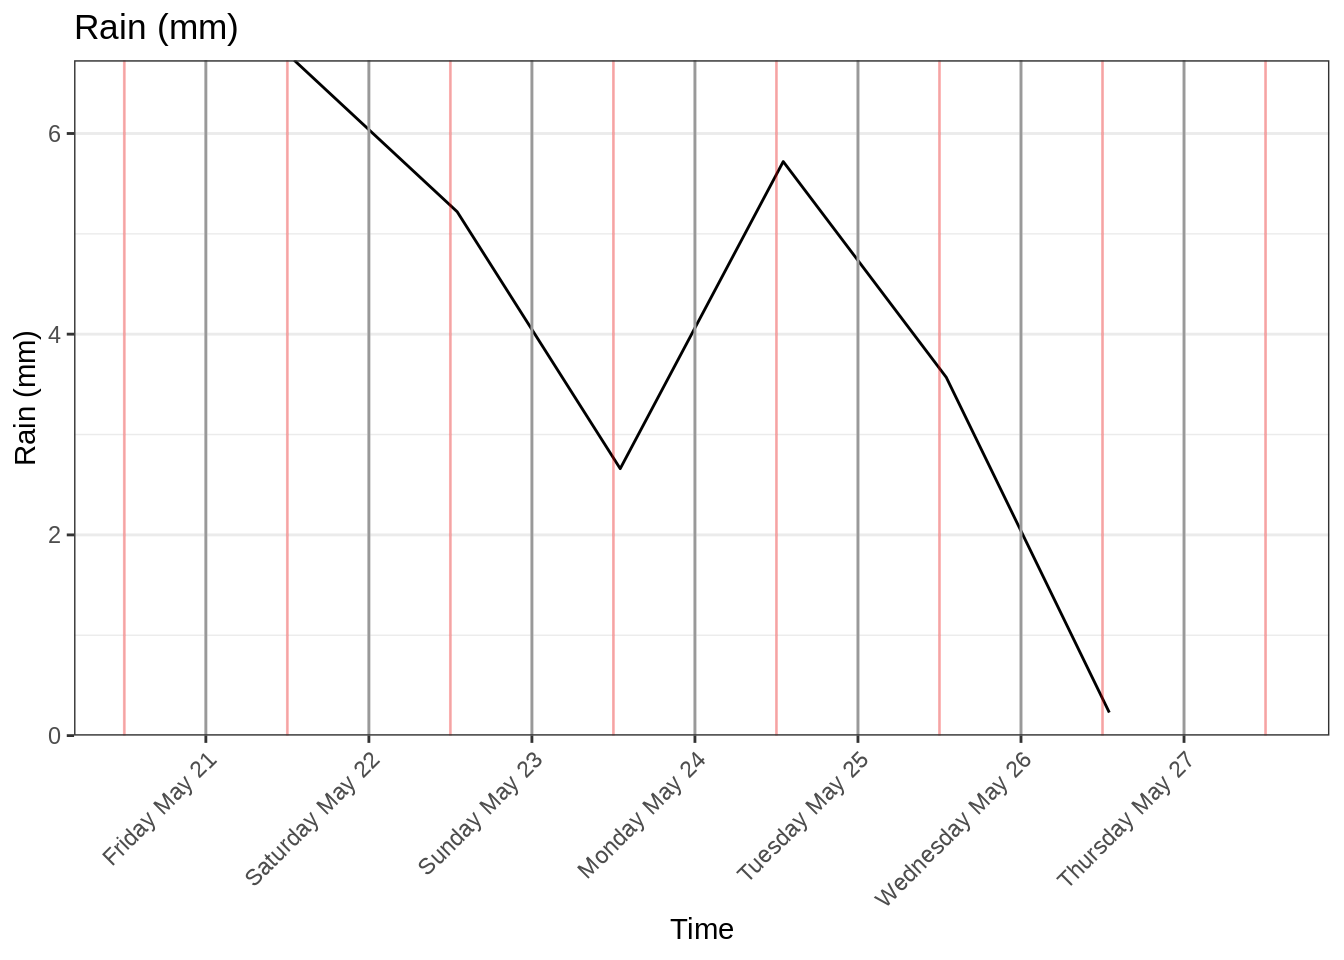 Rain (mm)
Rain (mm)
6
4
2
0
Friday May 21
Saturday May 22
Sunday May 23
Monday May 24
Tuesday May 25
Wednesday May 26
Thursday May 27
Time